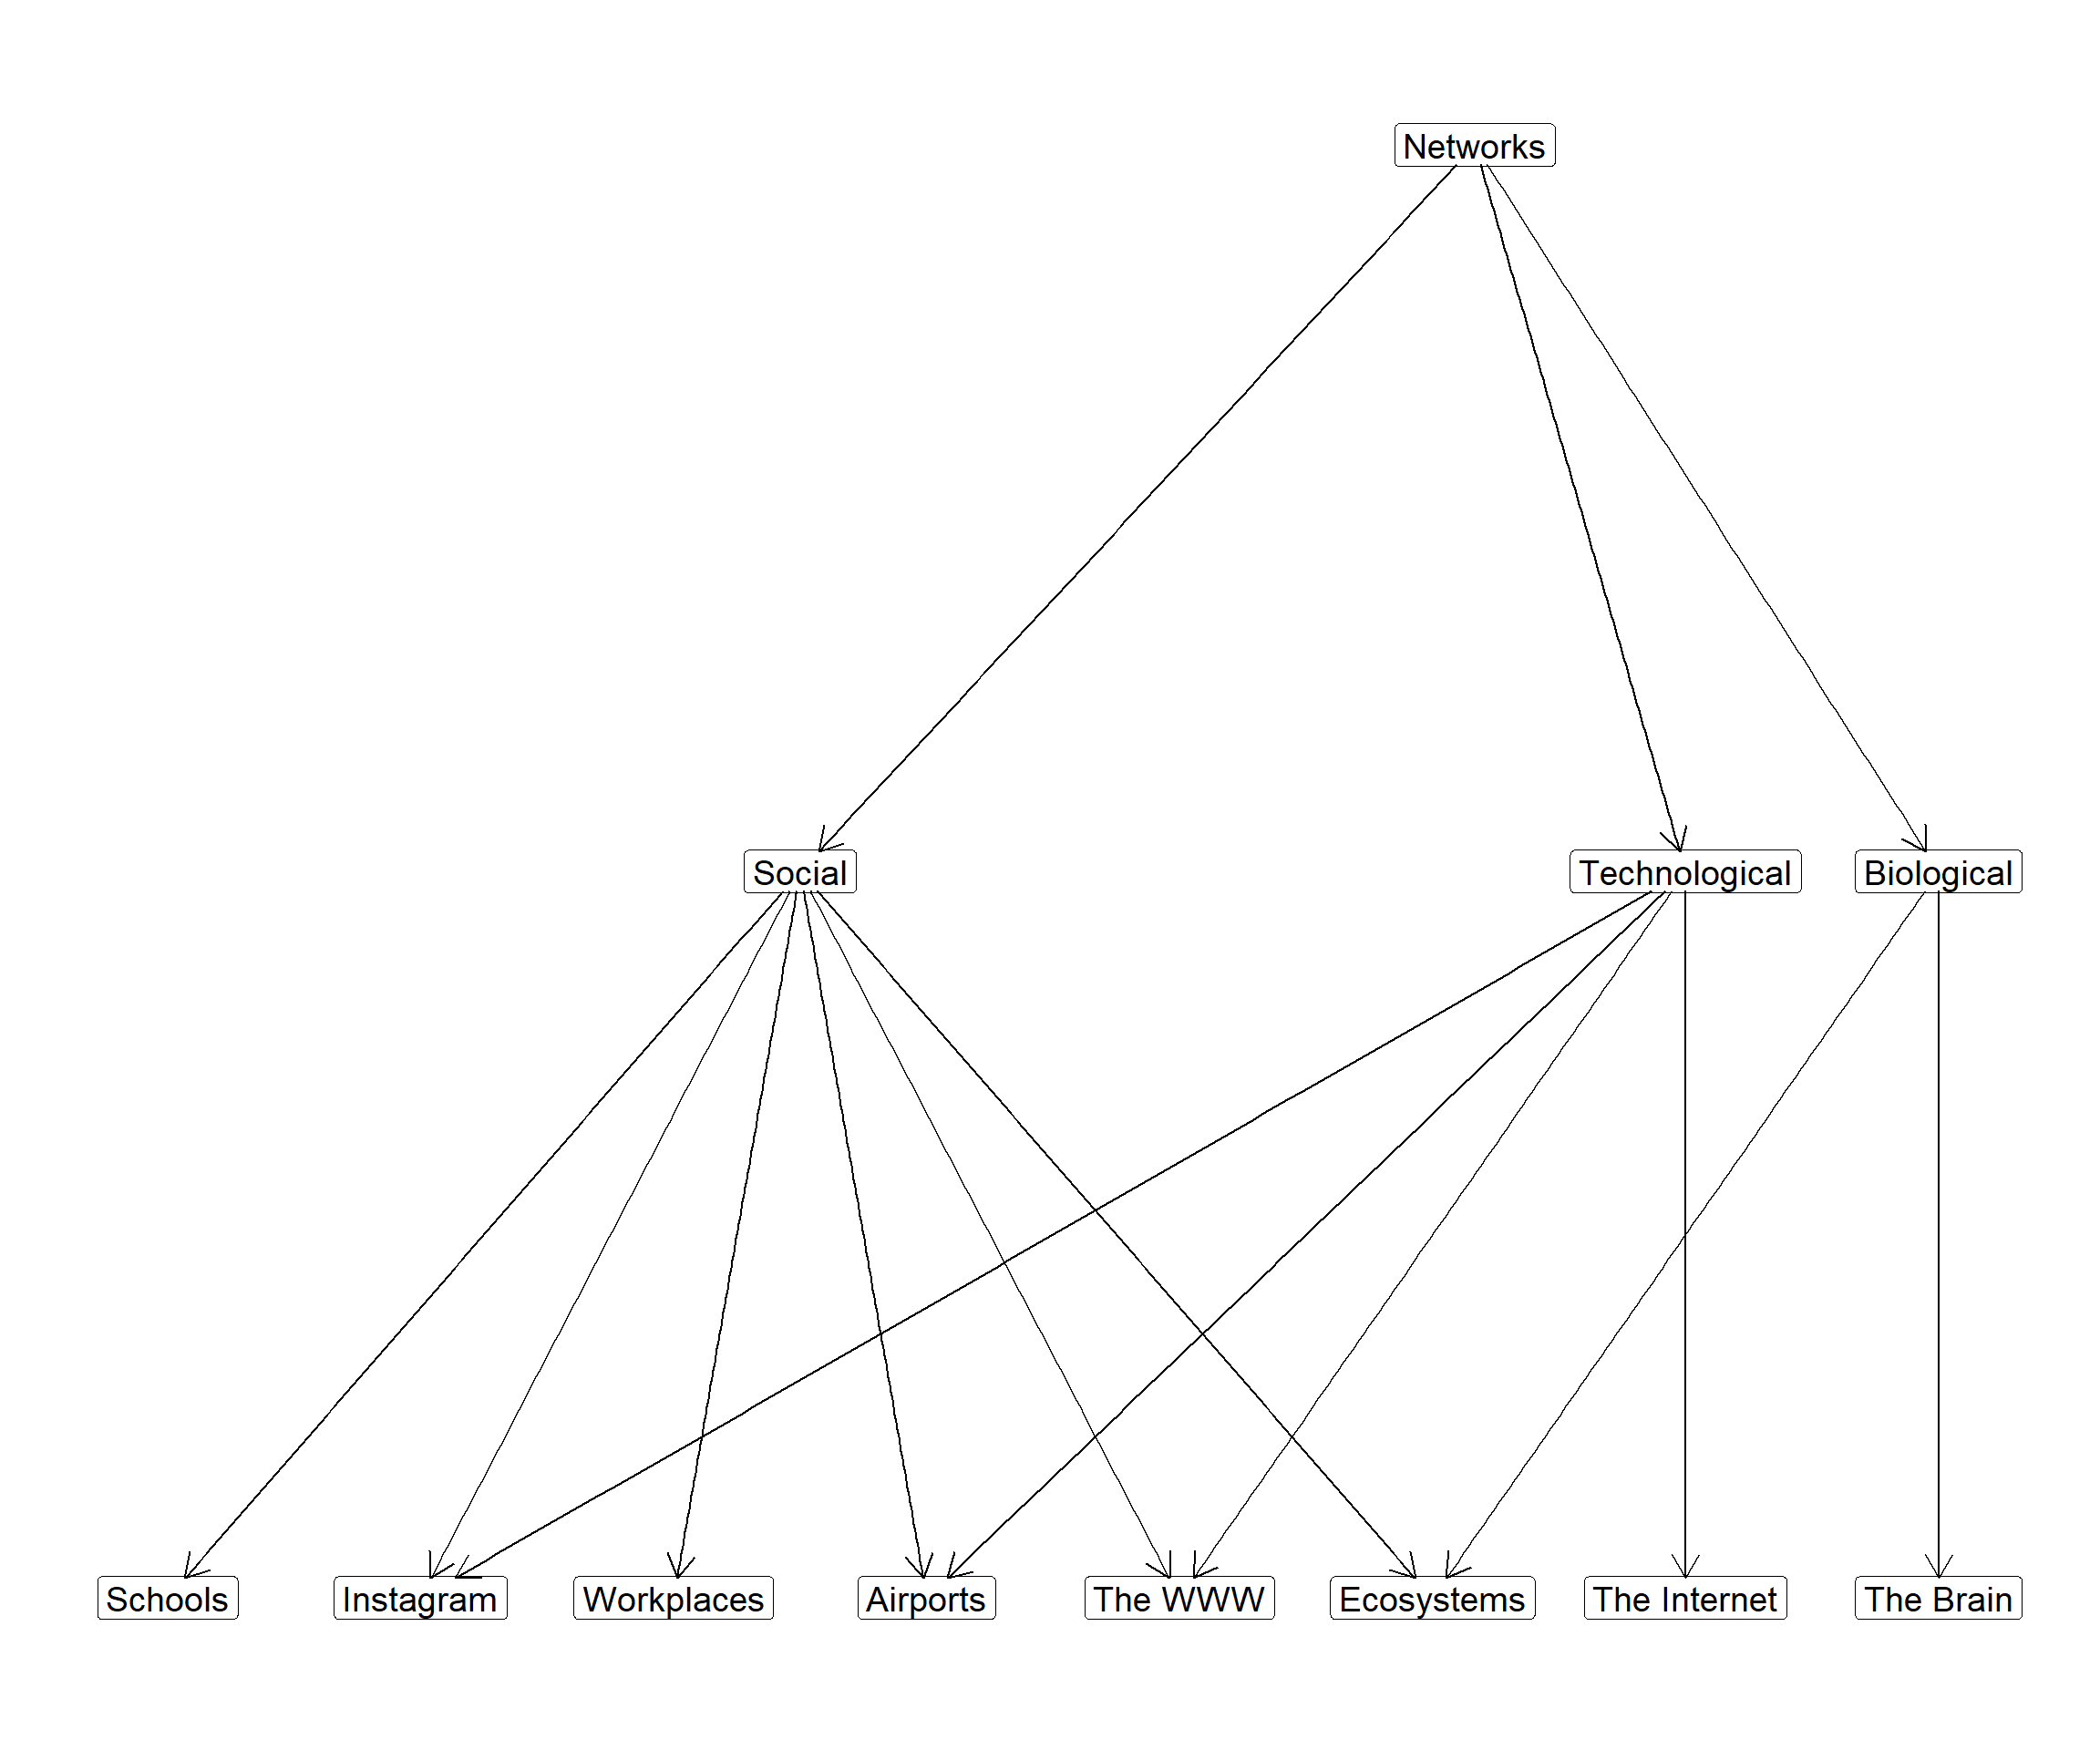 Networks
Social
Technological
Biological
Schools
Instagram
Workplaces
Airports
The WWW
Ecosystems
The Internet
The Brain